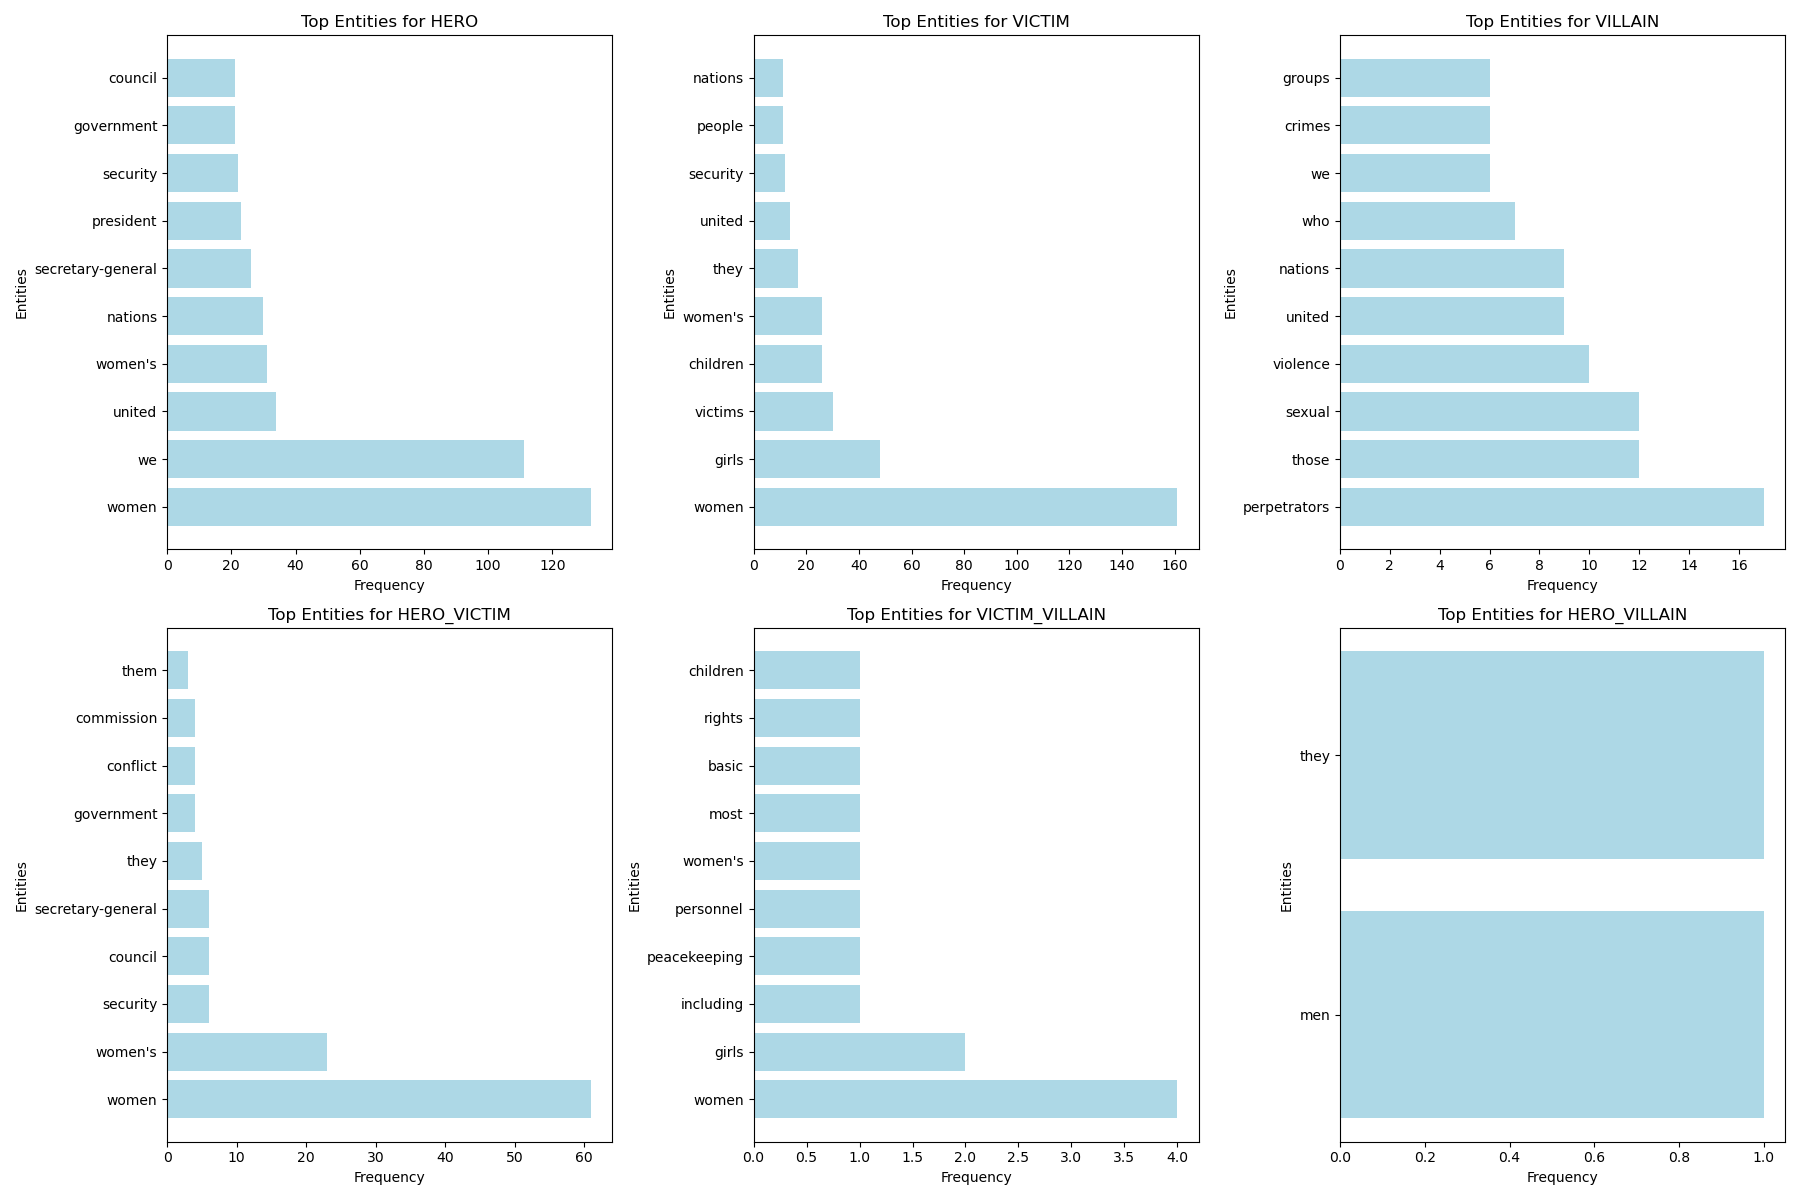 Top Entities for HERO
council
government
security
president
secretary-general
nations
women's
united
we
women
Entities
0 20 40 60 80 100 120
Frequency
Top Entities for VICTIM
nations
people
security
united
they
women's
children
victims
girls
women
Entities
0 20 40 60 80 100 120 140 160
Frequency
Top Entities for VILLAIN
groups
crimes
we
who
nations
united
violence
sexual
those
perpetrators
Entities
0 2 4 6 8 10 12 14 16
Frequency
Top Entities for HERO_VICTIM
them
commission
conflict
government
they
secretary-general
council
security
women's
women
Entities
0 10 20 30 40 50 60
Frequency
Top Entities for VICTIM_VILLAIN
children
rights
basic
most
women's
personnel
peacekeeping
including
girls
women
Entities
0.0 0.5 1.0 1.5 2.0 2.5 3.0 3.5 4.0
Frequency
Top Entities for HERO_VILLAIN
they
men
Entities
0.0 0.2 0.4 0.6 0.8 1.0
Frequency